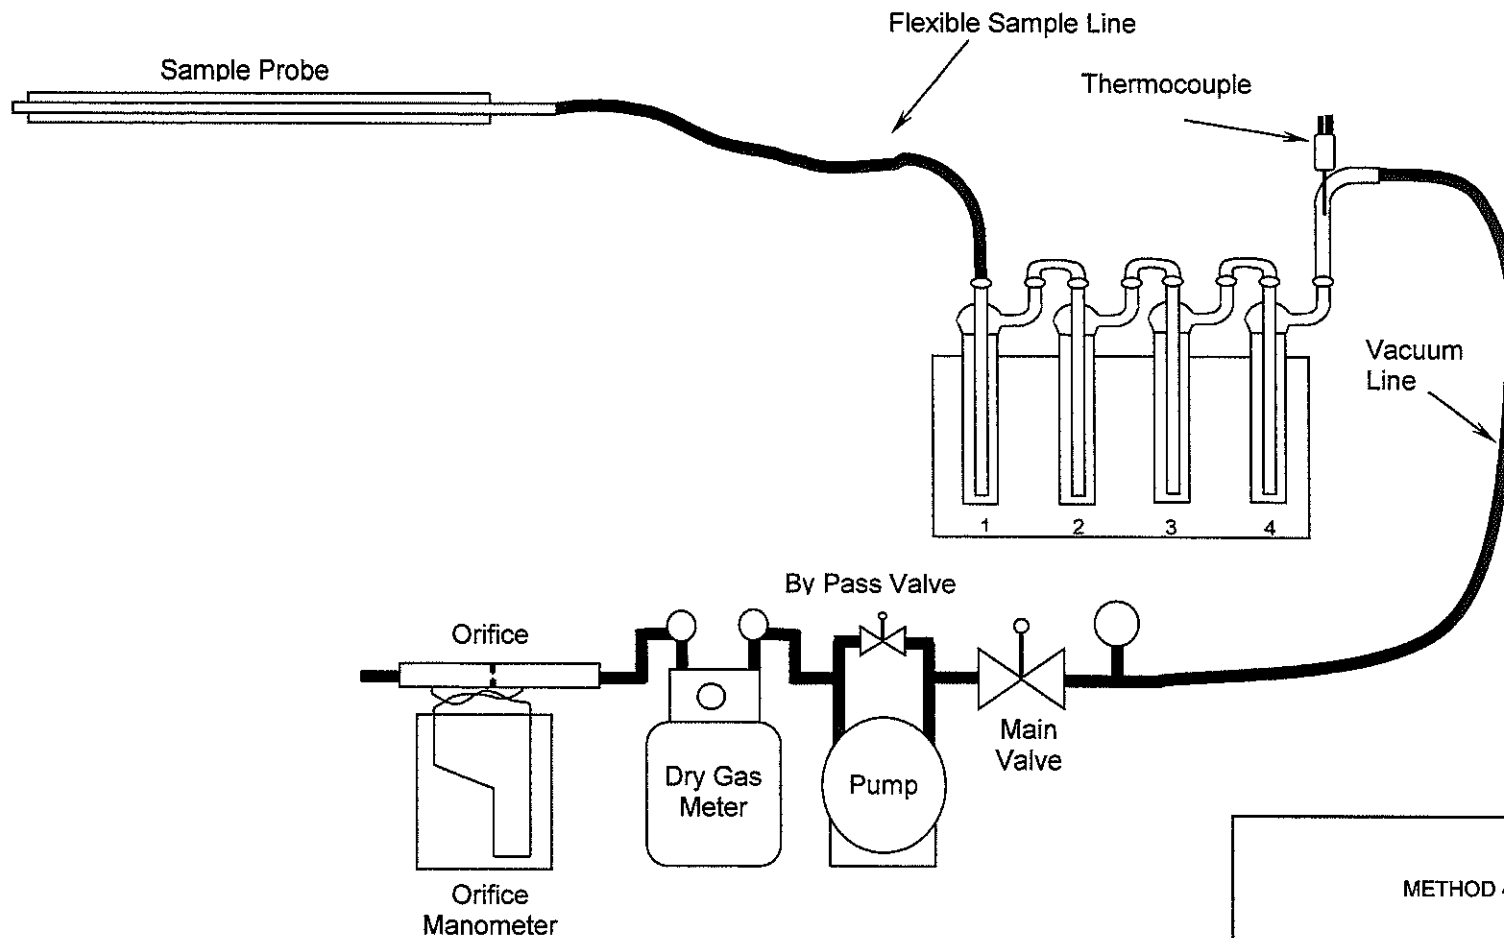 Flexible Sample Line
Sample Probe
Thermocouple
Vacuum
Line
1 2 3 4
By Pass Valve
Orifice
Main
Valve
Dry Gas
Meter
Pump
Orifice
Manometer
METHOD